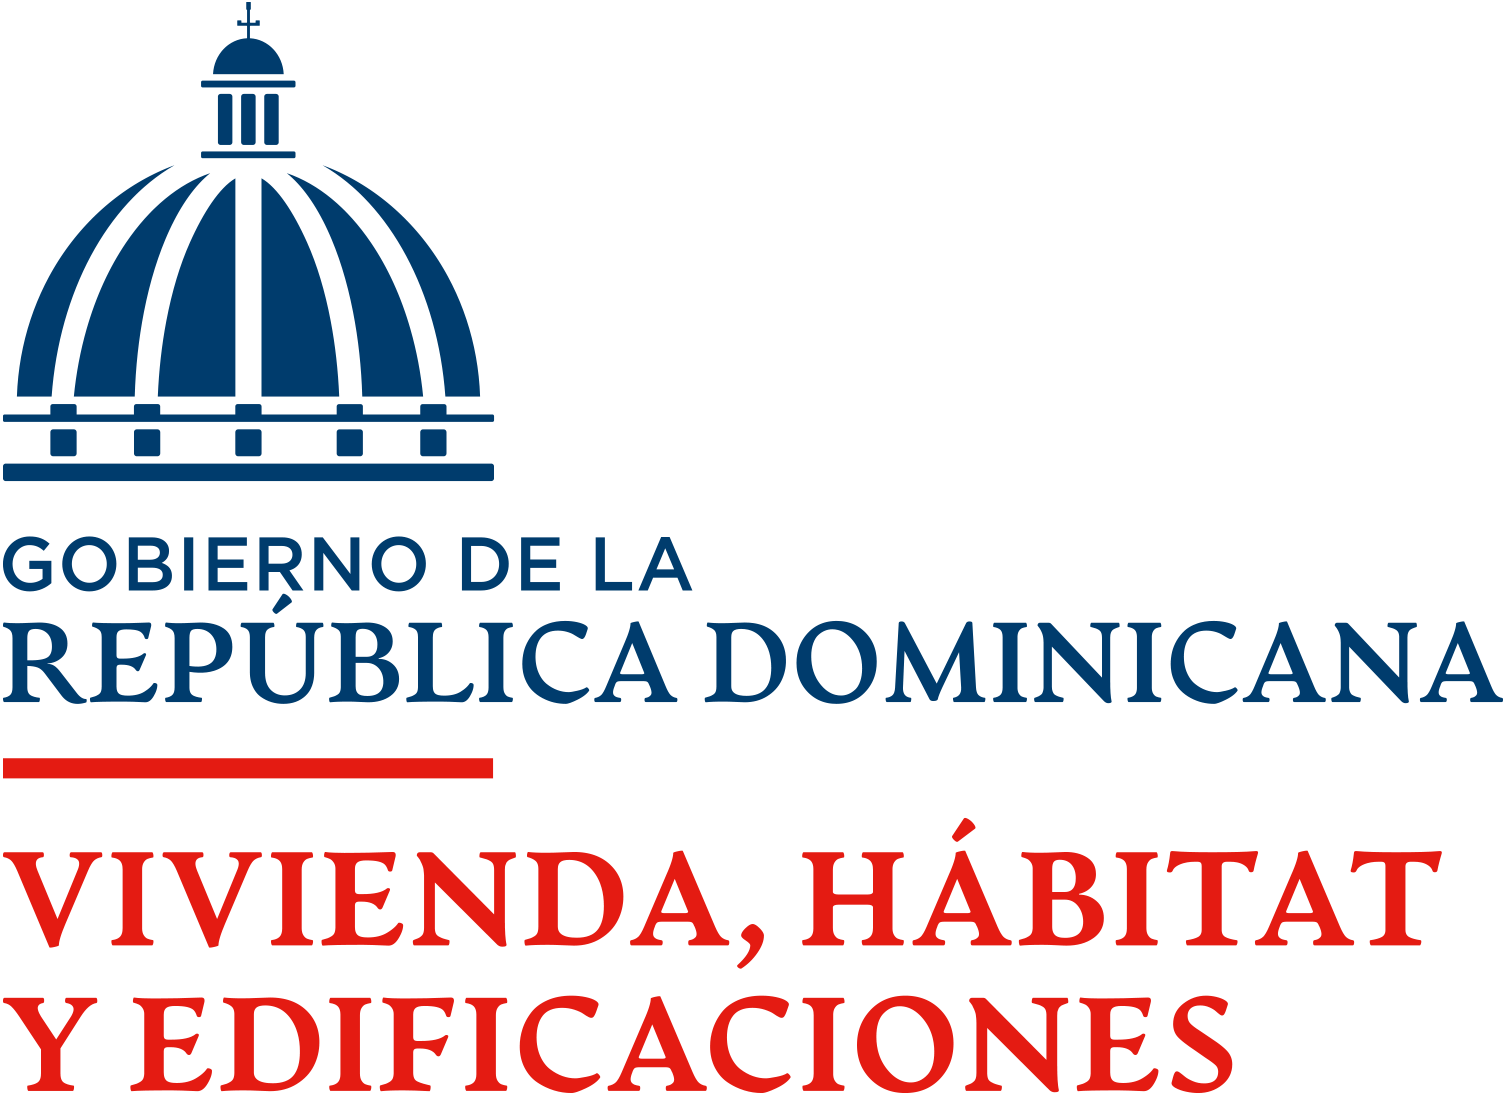 GOBIERNO DE LA
REPÚBLICA DOMINICANA
VIVIENDA, HÁBITAT
Y EDIFICACIONES